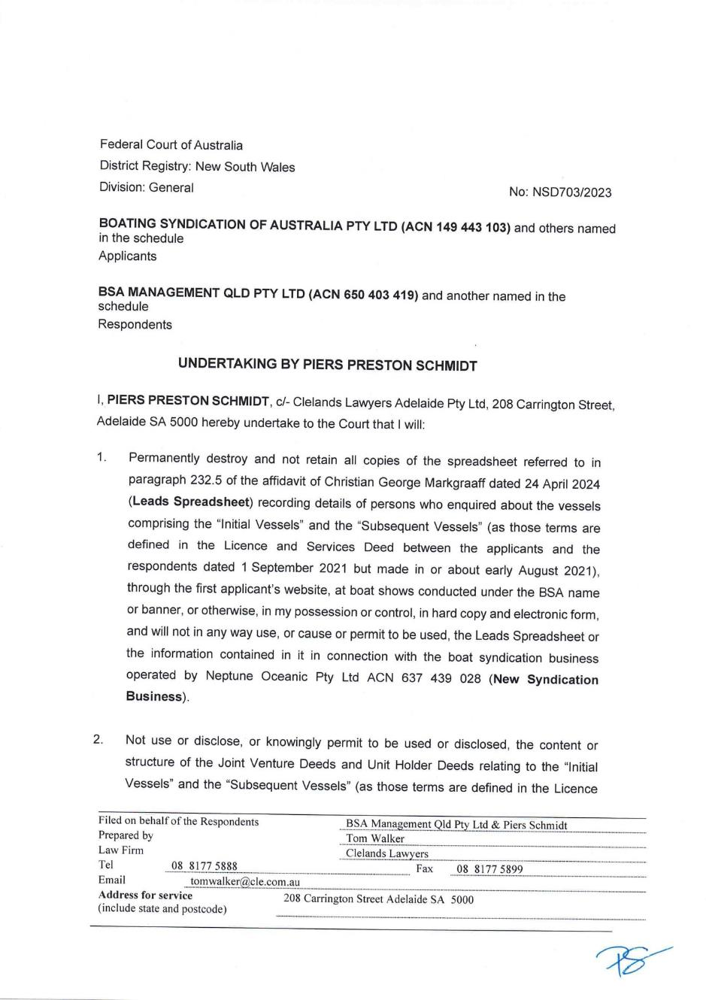 Federal Court of Australia
District Registry: New South Wales
Division: General
No: NSD703/2023
BOATING SYNDICATION OF AUSTRALIA PTY LTD (ACN 149 443 103) and others named
in the schedule
Applicants
BSA MANAGEMENT QLD PTY LTD (ACN 650 403 419) and another named in the
schedule
Respondents
UNDERTAKING BY PIERS PRESTON SCHMIDT
I, PIERS PRESTON SCHMIDT, c/- Clelands Lawyers Adelaide Pty Ltd, 208 Carrington Street,
Adelaide SA 5000 hereby undertake to the Court that I will:
1. Permanently destroy and not retain all copies of the spreadsheet referred to in
paragraph 232.5 of the affidavit of Christian George Markgraaff dated 24 April 2024
(Leads Spreadsheet) recording details of persons who enquired about the vessels
comprising the “Initial Vessels” and the “Subsequent Vessels” (as those terms are
defined in the Licence and Services Deed between the applicants and the
respondents dated 1 September 2021 but made in or about early August 2021),
through the first applicant's website, at boat shows conducted under the BSA name
or banner, or otherwise, in my possession or control, in hard copy and electronic form,
and will not in any way use, or cause or permit to be used, the Leads Spreadsheet or
the information contained in it in connection with the boat syndication business
operated by Neptune Oceanic Pty Ltd ACN 637 439 028 (New Syndication
Business).
2. Not use or disclose, or knowingly permit to be used or disclosed, the content or
structure of the Joint Venture Deeds and Unit Holder Deeds relating to the “Initial
Vessels” and the “Subsequent Vessels” (as those terms are defined in the Licence
Filed on behalf of the Respondents BSA Management Qld Pty Ltd & Piers Schmidt
Prepared by Tom Walker
Law Firm Clelands Lawyers
Tel 08 8177 5888 Fax 08 8177 5899
Email tomwalker@cle.com.au
Address for service 208 Carrington Street Adelaide SA 5000
(include state and postcode)
PS